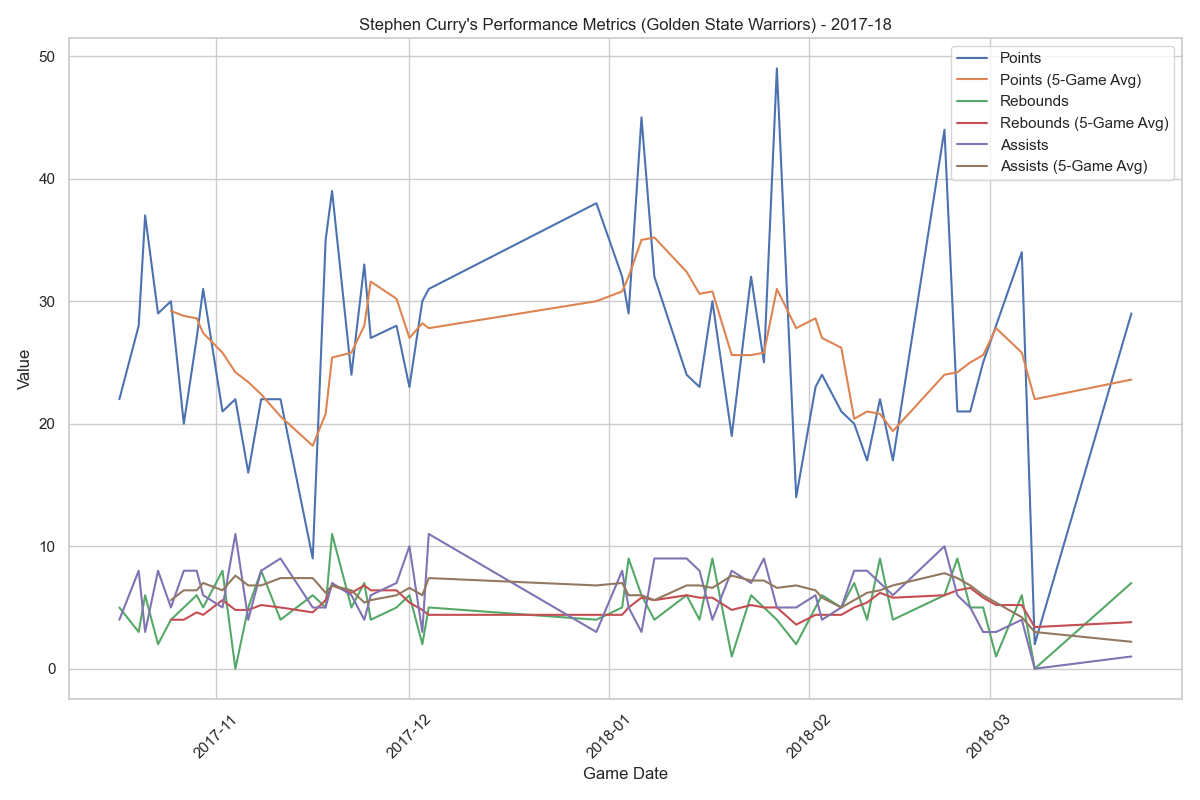 Stephen Curry's Performance Metrics (Golden State Warriors) - 2017-18
Points
Points (5-Game Avg)
Rebounds
Rebounds (5-Game Avg)
Assists
Assists (5-Game Avg)
Value
50
40
30
20
10
0
2017-11
2017-12
2018-01
2018-02
2018-03
Game Date